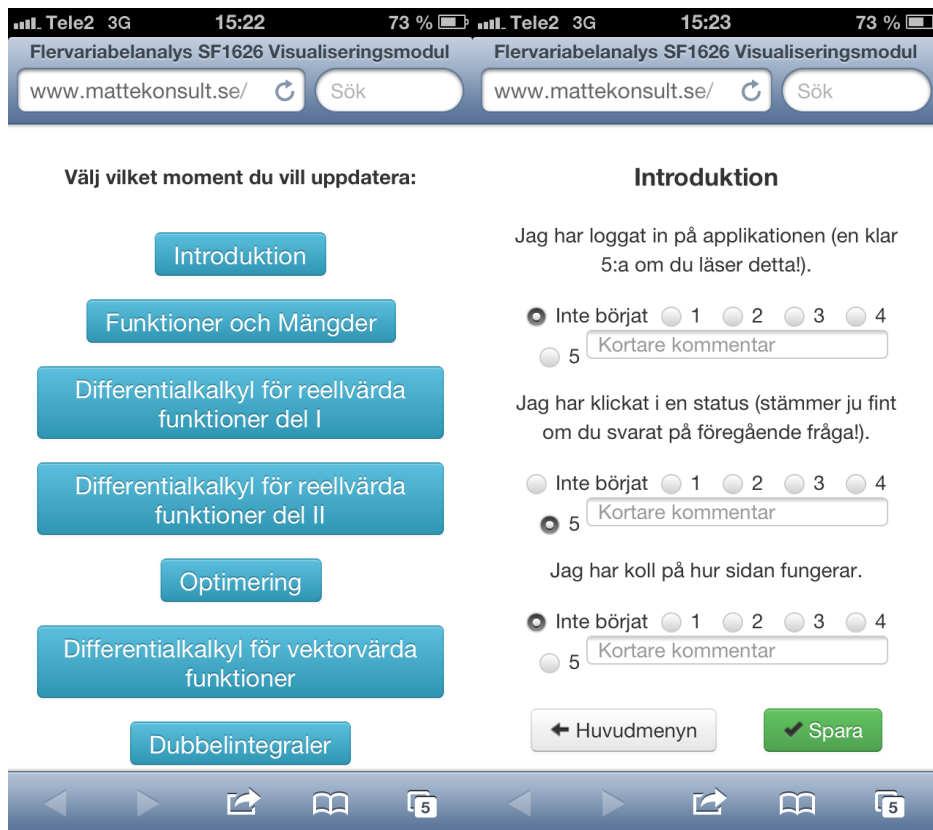 Tele2 3G 15:22 73 %
Flervariabelanalys SF1626 Visualiseringsmodul
www.mattekonsult.se/ Sök
Välj vilket moment du vill uppdatera:
Introduktion
Funktioner och Mängder
Differentialkalkyl för reellvärda
funktioner del I
Differentialkalkyl för reellvärda
funktioner del II
Optimering
Differentialkalkyl för vektorvärda
funktioner
Dubbelintegraler
5
Tele2 3G 15:23 73 %
Flervariabelanalys SF1626 Visualiseringsmodul
www.mattekonsult.se/ Sök
Introduktion
Jag har loggat in på applikationen (en klar
5:a om du läser detta!).
Inte börjat 1 2 3 4
5 Kortare kommentar
Jag har klickat i en status (stämmer ju fint
om du svarat på föregående fråga!).
Inte börjat 1 2 3 4
5 Kortare kommentar
Jag har koll på hur sidan fungerar.
Inte börjat 1 2 3 4
5 Kortare kommentar
Huvudmenyn Spara
5